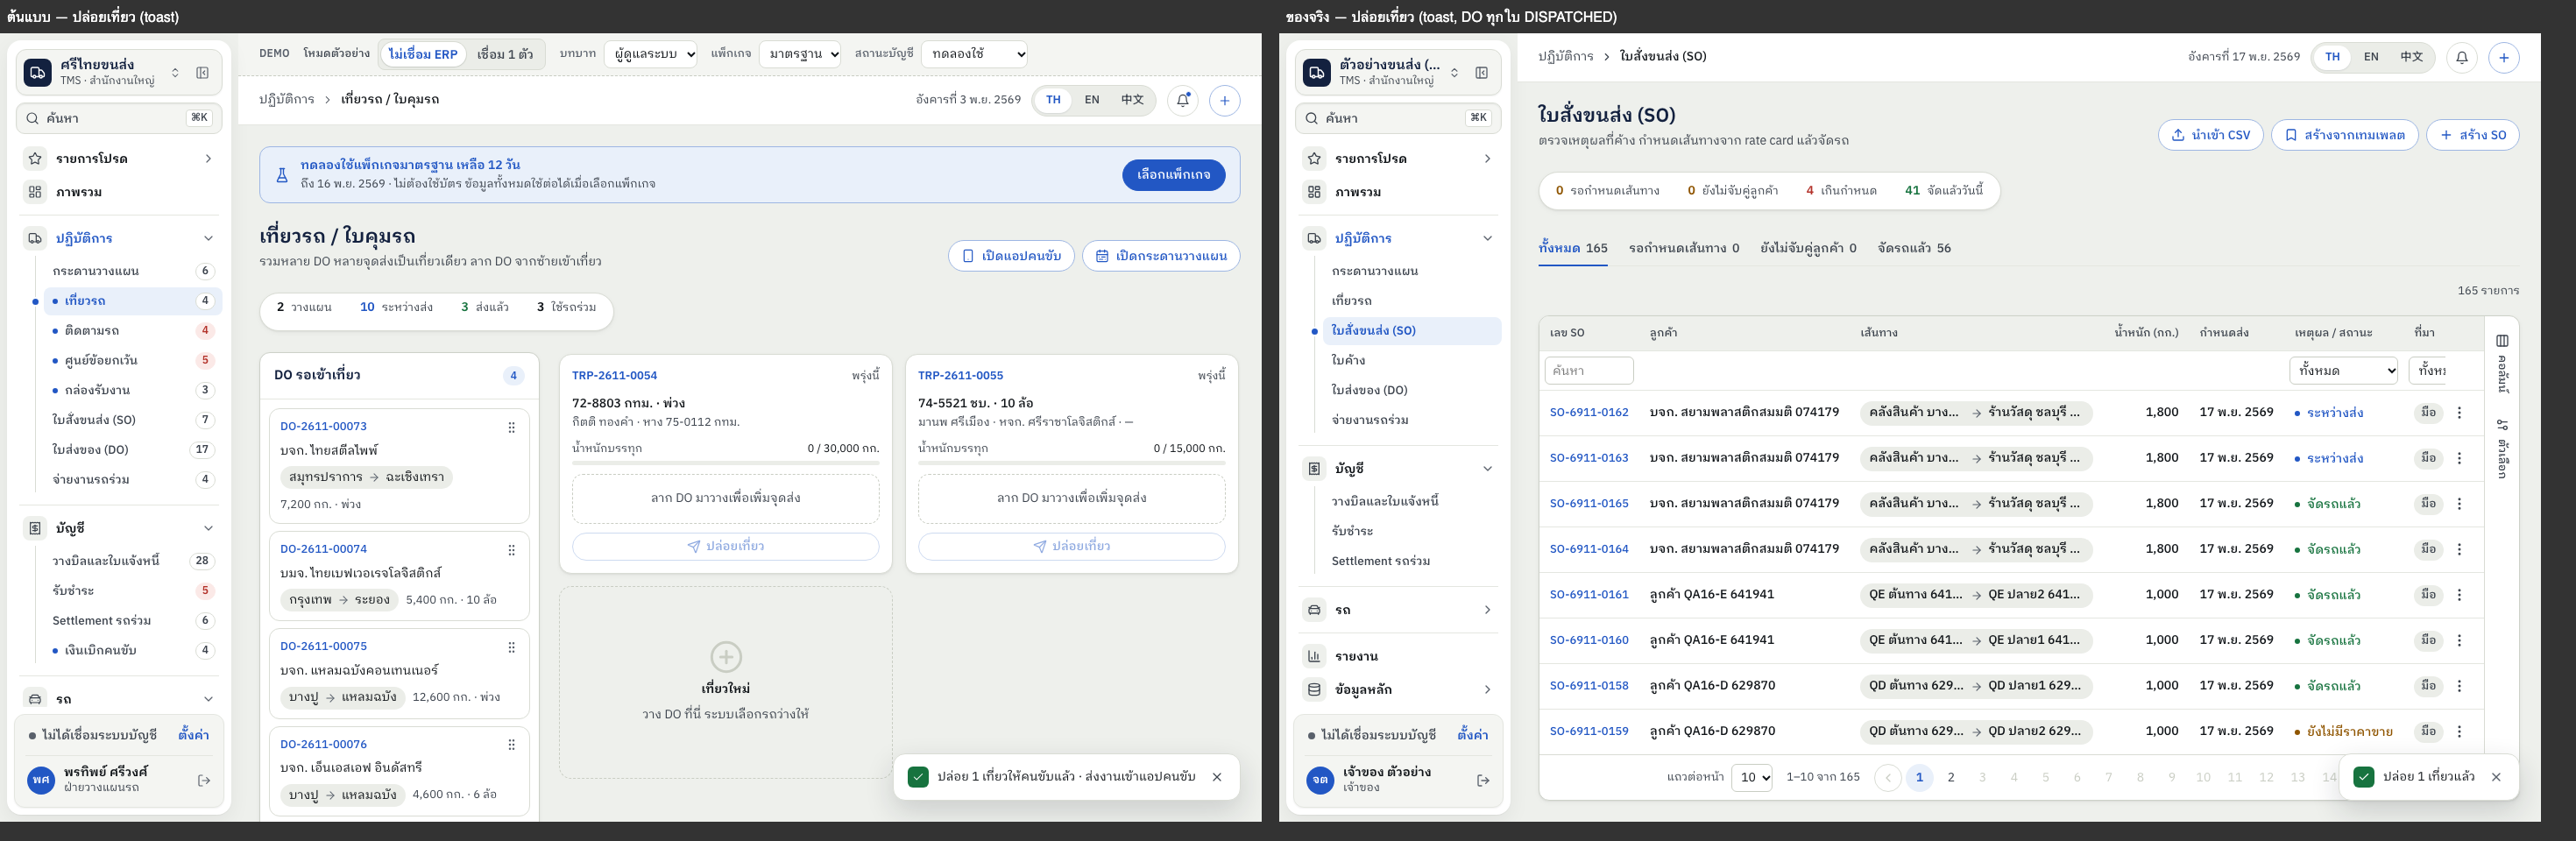 ต้นแบบ — ปล่อยเที่ยว (toast)
ศรีไทยขนส่ง
TMS · สำนักงานใหญ่
ค้นหา ⌘K
รายการโปรด
ภาพรวม
ปฏิบัติการ
กระดานวางแผน 6
เที่ยวรถ 4
ติดตามรถ 4
ศูนย์ข้อยกเว้น 5
กล่องรับงาน 3
ใบสั่งขนส่ง (SO) 7
ใบส่งของ (DO) 17
จ่ายงานรถร่วม 4
บัญชี
วางบิลและใบแจ้งหนี้ 28
รับชำระ 5
Settlement รถร่วม 6
เงินเบิกคนขับ 4
รถ
ไม่ได้เชื่อมระบบบัญชี ตั้งค่า
พศ พรทิพย์ ศรีวงศ์
ฝ่ายวางแผนรถ
DEMO โหมดตัวอย่าง ไม่เชื่อม ERP เชื่อม 1 ตัว บทบาท ผู้ดูแลระบบ แพ็กเกจ มาตรฐาน สถานะบัญชี ทดลองใช้
ปฏิบัติการ > เที่ยวรถ / ใบคุมรถ อังคารที่ 3 พ.ย. 2569 TH EN 中文
ทดลองใช้แพ็กเกจมาตรฐาน เหลือ 12 วัน
ถึง 16 พ.ย. 2569 · ไม่ต้องใช้บัตร ข้อมูลทั้งหมดใช้ต่อได้เมื่อเลือกแพ็กเกจ
เลือกแพ็กเกจ
เที่ยวรถ / ใบคุมรถ
รวมหลาย DO หลายจุดส่งเป็นเที่ยวเดียว ลาก DO จากซ้ายเข้าเที่ยว
เปิดแอปคนขับ เปิดกระดานวางแผน
2 วางแผน 10 ระหว่างส่ง 3 ส่งแล้ว 3 ใช้รถร่วม
DO รอเข้าเที่ยว 4
DO-2611-00073
บจก. ไทยสตีลไพพ์
สมุทรปราการ → ฉะเชิงเทรา
7,200 กก. · พ่วง
DO-2611-00074
บมจ. ไทยเบฟเวอเรจโลจิสติกส์
กรุงเทพ → ระยอง 5,400 กก. · 10 ล้อ
DO-2611-00075
บจก. แหลมฉบังคอนเทนเนอร์
บางปู → แหลมฉบัง 12,600 กก. · พ่วง
DO-2611-00076
บจก. เอ็นเอสเอฟ อินดัสทรี
บางปู → แหลมฉบัง 4,600 กก. · 6 ล้อ
TRP-2611-0054 พรุ่งนี้
72-8803 กทม. · พ่วง
กิตติ ทองคำ · หาง 75-0112 กทม.
น้ำหนักบรรทุก 0 / 30,000 กก.
ลาก DO มาวางเพื่อเพิ่มจุดส่ง
ปล่อยเที่ยว
TRP-2611-0055 พรุ่งนี้
74-5521 ชบ. · 10 ล้อ
มานพ ศรีเมือง · หจก. ศรีราชาโลจิสติกส์ · —
น้ำหนักบรรทุก 0 / 15,000 กก.
ลาก DO มาวางเพื่อเพิ่มจุดส่ง
ปล่อยเที่ยว
เที่ยวใหม่
วาง DO ที่นี่ ระบบเลือกรถว่างให้
ปล่อย 1 เที่ยวให้คนขับแล้ว · ส่งงานเข้าแอปคนขับ
ของจริง — ปล่อยเที่ยว (toast, DO ทุกใบ DISPATCHED)
ตัวอย่างขนส่ง (...
TMS · สำนักงานใหญ่
ค้นหา ⌘K
รายการโปรด
ภาพรวม
ปฏิบัติการ
กระดานวางแผน
เที่ยวรถ
ใบสั่งขนส่ง (SO)
ใบค้าง
ใบส่งของ (DO)
จ่ายงานรถร่วม
บัญชี
วางบิลและใบแจ้งหนี้
รับชำระ
Settlement รถร่วม
รถ
รายงาน
ข้อมูลหลัก
ไม่ได้เชื่อมระบบบัญชี ตั้งค่า
จต เจ้าของ ตัวอย่าง
เจ้าของ
ปฏิบัติการ > ใบสั่งขนส่ง (SO) อังคารที่ 17 พ.ย. 2569 TH EN 中文
ใบสั่งขนส่ง (SO)
ตรวจเหตุผลที่ค้าง กำหนดเส้นทางจาก rate card แล้วจัดรถ
นำเข้า CSV สร้างจากเทมเพลต สร้าง SO
0 รอกำหนดเส้นทาง 0 ยังไม่จับคู่ลูกค้า 4 เกินกำหนด 41 จัดแล้ววันนี้
ทั้งหมด 165 รอกำหนดเส้นทาง 0 ยังไม่จับคู่ลูกค้า 0 จัดรถแล้ว 56
165 รายการ
เลข SO ลูกค้า เส้นทาง น้ำหนัก (กก.) กำหนดส่ง เหตุผล / สถานะ ที่มา
ค้นหา ทั้งหมด ทั้งห
SO-6911-0162 บจก. สยามพลาสติกสมมติ 074179 คลังสินค้า บาง... → ร้านวัสดุ ชลบุรี ... 1,800 17 พ.ย. 2569 ระหว่างส่ง มือ
SO-6911-0163 บจก. สยามพลาสติกสมมติ 074179 คลังสินค้า บาง... → ร้านวัสดุ ชลบุรี ... 1,800 17 พ.ย. 2569 ระหว่างส่ง มือ
SO-6911-0165 บจก. สยามพลาสติกสมมติ 074179 คลังสินค้า บาง... → ร้านวัสดุ ชลบุรี ... 1,800 17 พ.ย. 2569 จัดรถแล้ว มือ
SO-6911-0164 บจก. สยามพลาสติกสมมติ 074179 คลังสินค้า บาง... → ร้านวัสดุ ชลบุรี ... 1,800 17 พ.ย. 2569 จัดรถแล้ว มือ
SO-6911-0161 ลูกค้า QA16-E 641941 QE ต้นทาง 641... → QE ปลาย2 641... 1,000 17 พ.ย. 2569 จัดรถแล้ว มือ
SO-6911-0160 ลูกค้า QA16-E 641941 QE ต้นทาง 641... → QE ปลาย1 641... 1,000 17 พ.ย. 2569 จัดรถแล้ว มือ
SO-6911-0158 ลูกค้า QA16-D 629870 QD ต้นทาง 629... → QD ปลาย1 629... 1,000 17 พ.ย. 2569 จัดรถแล้ว มือ
SO-6911-0159 ลูกค้า QA16-D 629870 QD ต้นทาง 629... → QD ปลาย2 629... 1,000 17 พ.ย. 2569 ยังไม่มีราคาขาย มือ
คอลัมน์
ตัวเลือก
แถวต่อหน้า 10 1–10 จาก 165 1 2 3 4 5 6 7 8 9 10 11 12 13 14
ปล่อย 1 เที่ยวแล้ว